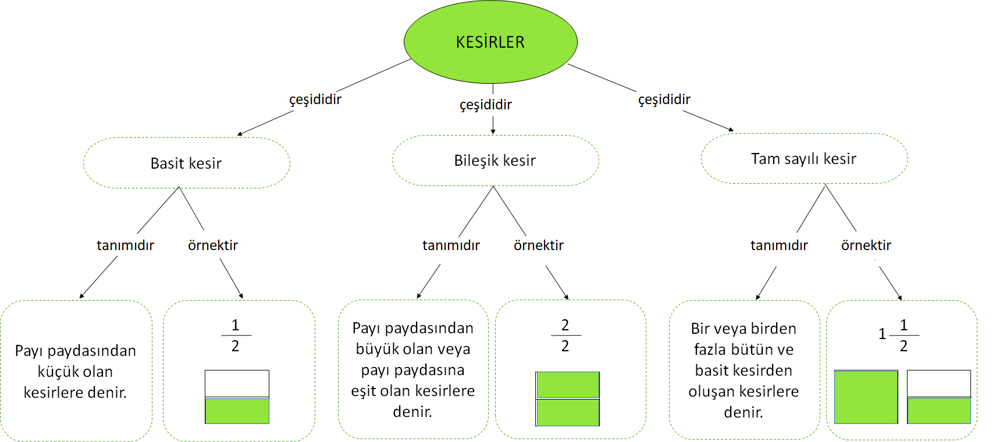 KESİRLER
çeşididir
çeşididir
çeşididir
Basit kesir
Bileşik kesir
Tam sayılı kesir
tanımıdır
örnektir
tanımıdır
örnektir
tanımıdır
örnektir
Payı paydasından
küçük olan
kesirlere denir.
1
2
Payı paydasından
büyük olan veya
payı paydasına
eşit olan kesirlere
denir.
2
2
Bir veya birden
fazla bütün ve
basit kesirden
oluşan kesirlere
denir.
1 1
2